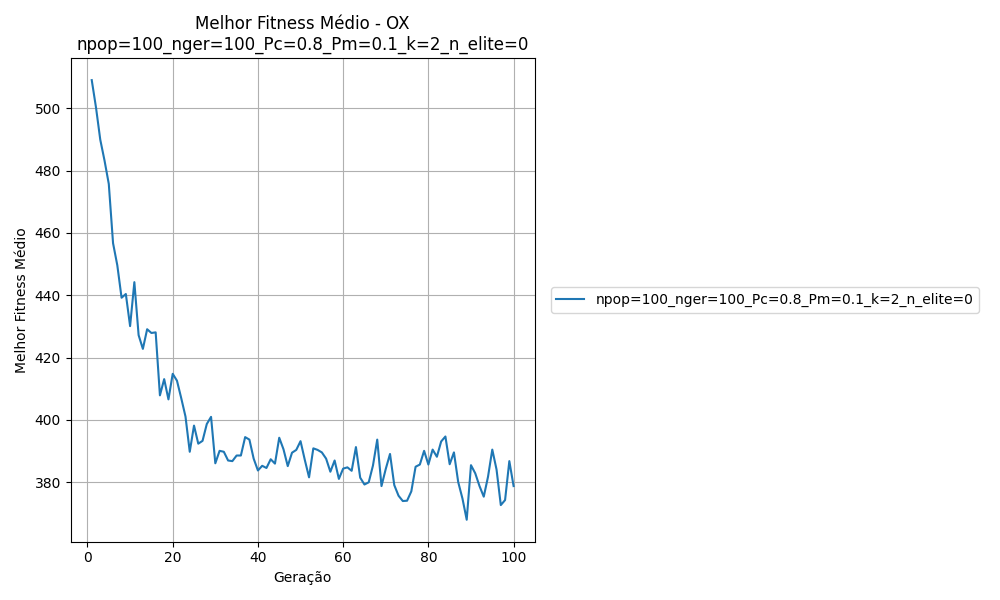 Melhor Fitness Médio - OX
npop=100_nger=100_Pc=0.8_Pm=0.1_k=2_n_elite=0
Melhor Fitness Médio
500
480
460
440
420
400
380
0
20
40
60
80
100
Geração
npop=100_nger=100_Pc=0.8_Pm=0.1_k=2_n_elite=0